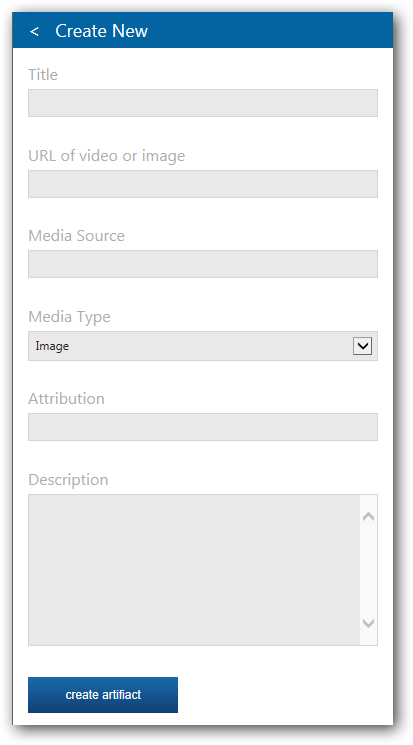 < Create New
Title
URL of video or image
Media Source
Media Type
Image
Attribution
Description
create artifiact